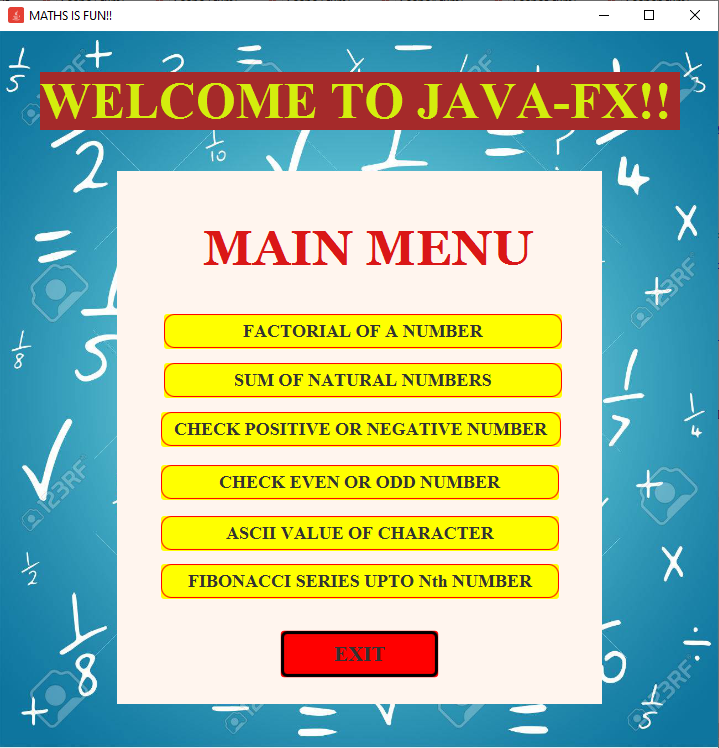 MATHS IS FUN!!
WELCOME TO JAVA-FX!!
MAIN MENU
FACTORIAL OF A NUMBER
SUM OF NATURAL NUMBERS
CHECK POSITIVE OR NEGATIVE NUMBER
CHECK EVEN OR ODD NUMBER
ASCII VALUE OF CHARACTER
FIBONACCI SERIES UPTO Nth NUMBER
EXIT